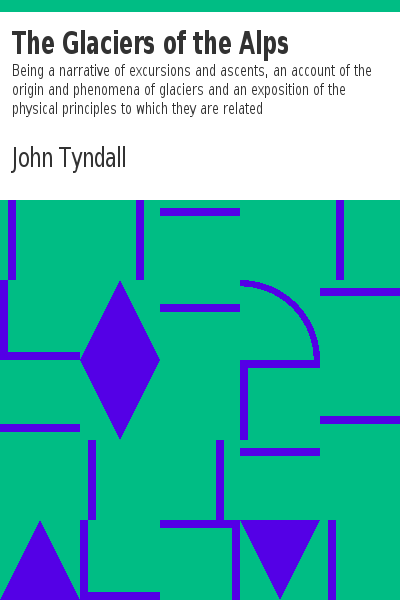 The Glaciers of the Alps
Being a narrative of excursions and ascents, an account of the
origin and phenomena of glaciers and an exposition of the
physical principles to which they are related
John Tyndall